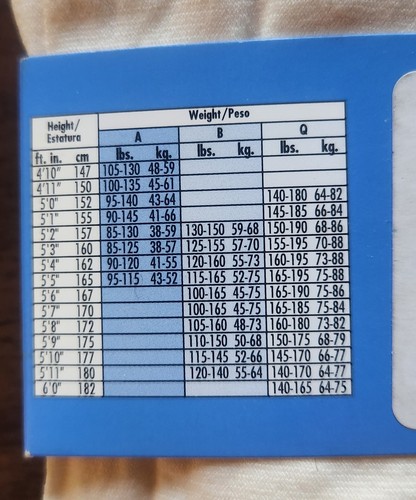 Height/ Estatura Weight/Peso
A B Q
ft. in. cm lbs. kg. lbs. kg. lbs. kg.
4'10" 147 105-130 48-59
4'11" 150 100-135 45-61
5'0" 152 95-140 43-64 140-180 64-82
5'1" 155 90-145 41-66 145-185 66-84
5'2" 157 85-130 38-59 130-150 59-68 150-190 68-86
5'3" 160 85-125 38-57 125-155 57-70 155-195 70-88
5'4" 162 90-120 41-55 120-160 55-73 160-195 73-88
5'5" 165 95-115 43-52 115-165 52-75 165-195 75-88
5'6" 167 100-165 45-75 165-190 75-86
5'7" 170 100-165 45-75 165-185 75-84
5'8" 172 105-160 48-73 160-180 73-82
5'9" 175 110-150 50-68 150-175 68-79
5'10" 177 115-145 52-66 145-170 66-77
5'11" 180 120-140 55-64 140-170 64-77
6'0" 182 140-165 64-75